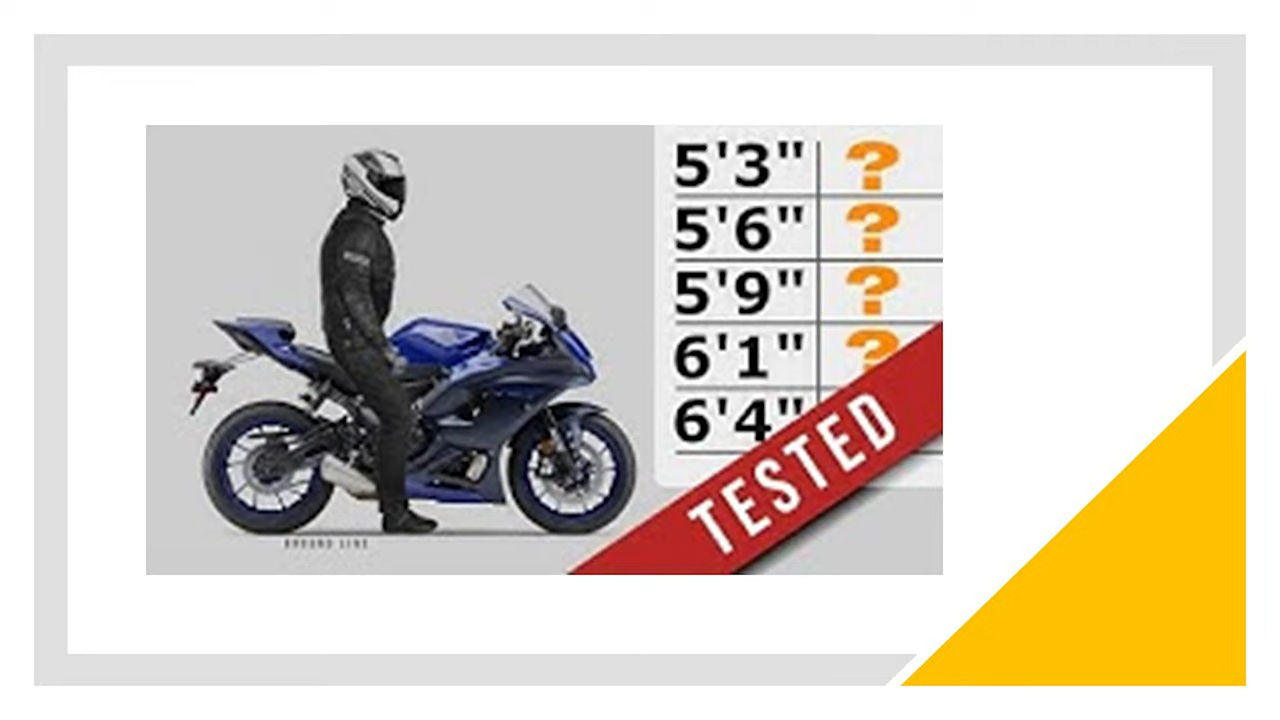 5'3" ?
5'6" ?
5'9" ?
6'1" ?
6'4"
TESTED
GROUND LINE